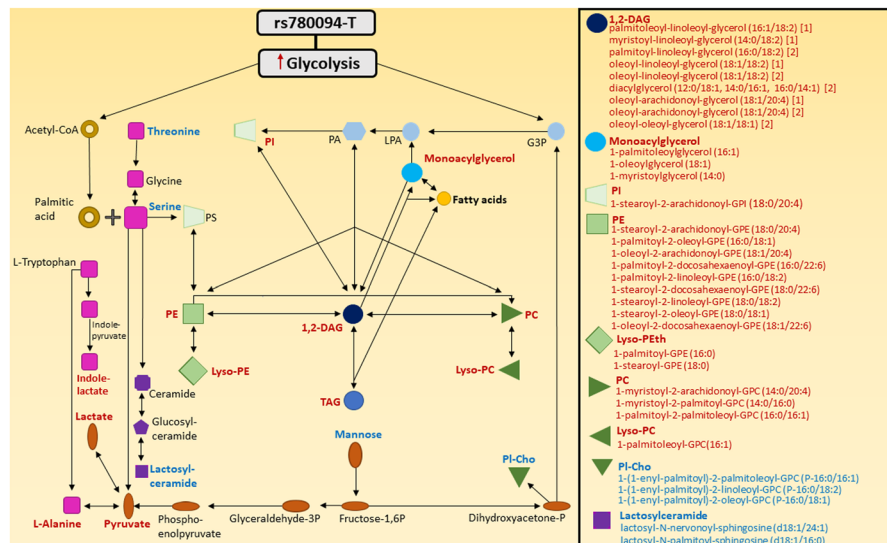 rs780094-T
↑Glycolysis
Acetyl-CoA
Threonine
PI
PA
LPA
G3P
Monoacylglycerol
Glycine
Fatty acids
Palmitic
acid
Serine
PS
L-Tryptophan
PE
1,2-DAG
PC
Indole-
pyruvate
Lyso-PE
Lyso-PC
Indole-
lactate
Ceramide
TAG
Lactate
Glucosyl-
ceramide
Mannose
Lactosyl-
ceramide
Pl-Cho
L-Alanine
Pyruvate
Phospho-
enolpyruvate
Glyceraldehyde-3P
Fructose-1,6P
Dihydroxyacetone-P
1,2-DAG
palmitoleoyl-linoleoyl-glycerol (16:1/18:2) [1]
myristoyl-linoleoyl-glycerol (14:0/18:2) [1]
palmitoyl-linoleoyl-glycerol (16:0/18:2) [2]
oleoyl-linoleoyl-glycerol (18:1/18:2) [1]
oleoyl-linoleoyl-glycerol (18:1/18:2) [2]
diacylglycerol (12:0/18:1, 14:0/16:1, 16:0/14:1) [2]
oleoyl-arachidonoyl-glycerol (18:1/20:4) [1]
oleoyl-arachidonoyl-glycerol (18:1/20:4) [2]
oleoyl-oleoyl-glycerol (18:1/18:1) [2]
Monoacylglycerol
1-palmitoleoylglycerol (16:1)
1-oleoylglycerol (18:1)
1-myristoylglycerol (14:0)
PI
1-stearoyl-2-arachidonoyl-GPI (18:0/20:4)
PE
1-stearoyl-2-arachidonoyl-GPE (18:0/20:4)
1-palmitoyl-2-oleoyl-GPE (16:0/18:1)
1-oleoyl-2-arachidonoyl-GPE (18:1/20:4)
1-palmitoyl-2-docosahexaenoyl-GPE (16:0/22:6)
1-palmitoyl-2-linoleoyl-GPE (16:0/18:2)
1-stearoyl-2-docosahexaenoyl-GPE (18:0/22:6)
1-stearoyl-2-linoleoyl-GPE (18:0/18:2)
1-stearoyl-2-oleoyl-GPE (18:0/18:1)
1-oleoyl-2-docosahexaenoyl-GPE (18:1/22:6)
Lyso-PEth
1-palmitoyl-GPE (16:0)
1-stearoyl-GPE (18:0)
PC
1-myristoyl-2-arachidonoyl-GPC (14:0/20:4)
1-myristoyl-2-palmitoyl-GPC (14:0/16:0)
1-palmitoyl-2-palmitoleoyl-GPC (16:0/16:1)
Lyso-PC
1-palmitoleoyl-GPC(16:1)
Pl-Cho
1-(1-enyl-palmitoyl)-2-palmitoleoyl-GPC (P-16:0/16:1)
1-(1-enyl-palmitoyl)-2-linoleoyl-GPC (P-16:0/18:2)
1-(1-enyl-palmitoyl)-2-oleoyl-GPC (P-16:0/18:1)
Lactosylceramide
lactosyl-N-nervonoyl-sphingosine (d18:1/24:1)
lactosyl-N-palmitoyl-sphingosine (d18:1/16:0)